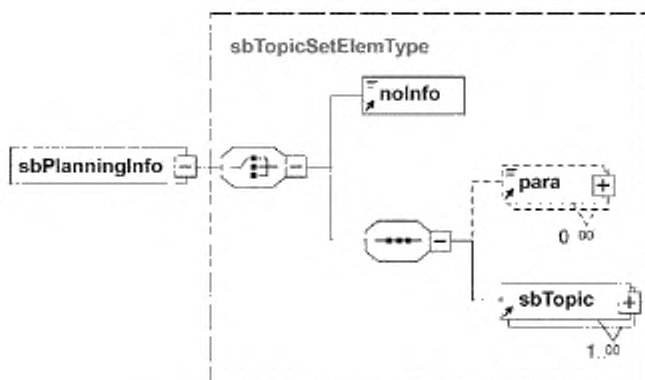 sbTopicSetElemType
noInfo
sbPlanningInfo
para
0 ∞
sbTopic
1..∞